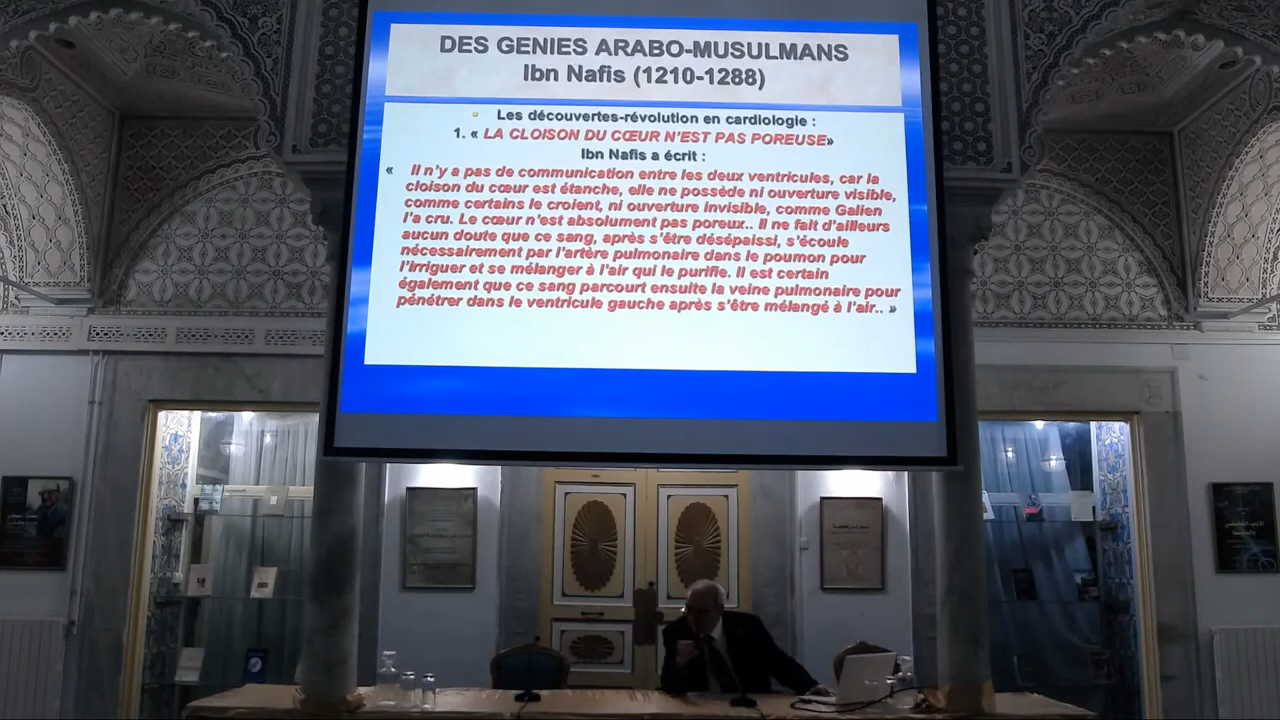 DES GENIES ARABO-MUSULMANS
Ibn Nafis (1210-1288)
Les découvertes-révolution en cardiologie :
1. « LA CLOISON DU CŒUR N'EST PAS POREUSE»
Ibn Nafis a écrit :
« Il n'y a pas de communication entre les deux ventricules, car la
cloison du cœur est étanche, elle ne possède ni ouverture visible,
comme certains le croient, ni ouverture invisible, comme Galien
l'a cru. Le cœur n'est absolument pas poreux.. Il ne fait d'ailleurs
aucun doute que ce sang, après s'être désépaissi, s'écoule
nécessairement par l'artère pulmonaire dans le poumon pour
l'irriguer et se mélanger à l'air qui le purifie. Il est certain
également que ce sang parcourt ensuite la veine pulmonaire pour
pénétrer dans le ventricule gauche après s'être mélangé à l'air.. »